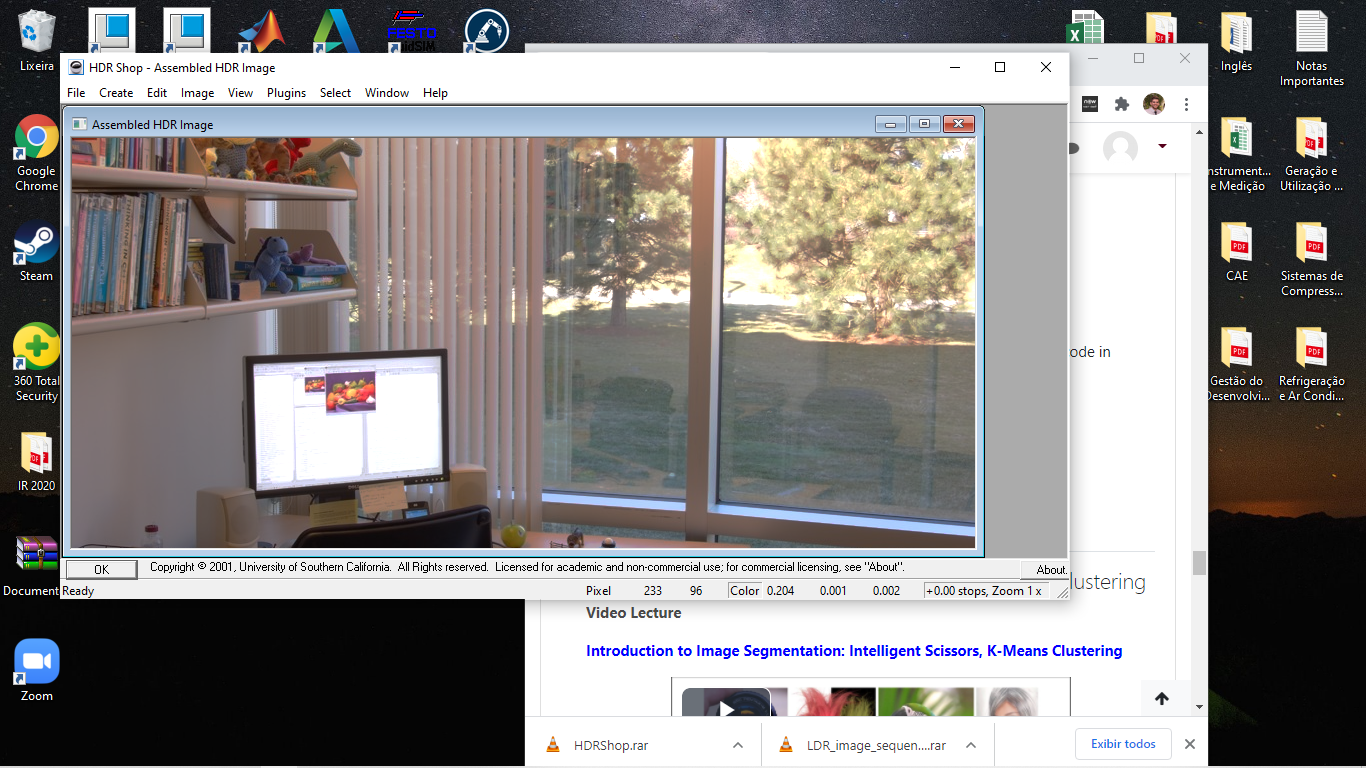 Lixeira
FESTO
Inglês
Notas
Importantes
HDR Shop - Assembled HDR Image
File Create Edit Image View Plugins Select Window Help
Assembled HDR Image
Google
Chrome
Instrument...
e Medição
Geração e
Utilização ...
Steam
CAE
Sistemas de
Compress...
ode in
360 Total
Security
Gestão do
Desenvolvi...
Refrigeração
e Ar Condi...
IR 2020
OK
Copyright © 2001, University of Southern California. All Rights reserved. Licensed for academic and non-commercial use; for commercial licensing, see "About".
About.
Document
Ready
Pixel 233 96 Color 0.204 0.001 0.002 +0.00 stops, Zoom 1 x
Clustering
Video Lecture
Introduction to Image Segmentation: Intelligent Scissors, K-Means Clustering
Zoom
HDRShop.rar
LDR_image_sequen....rar
Exibir todos